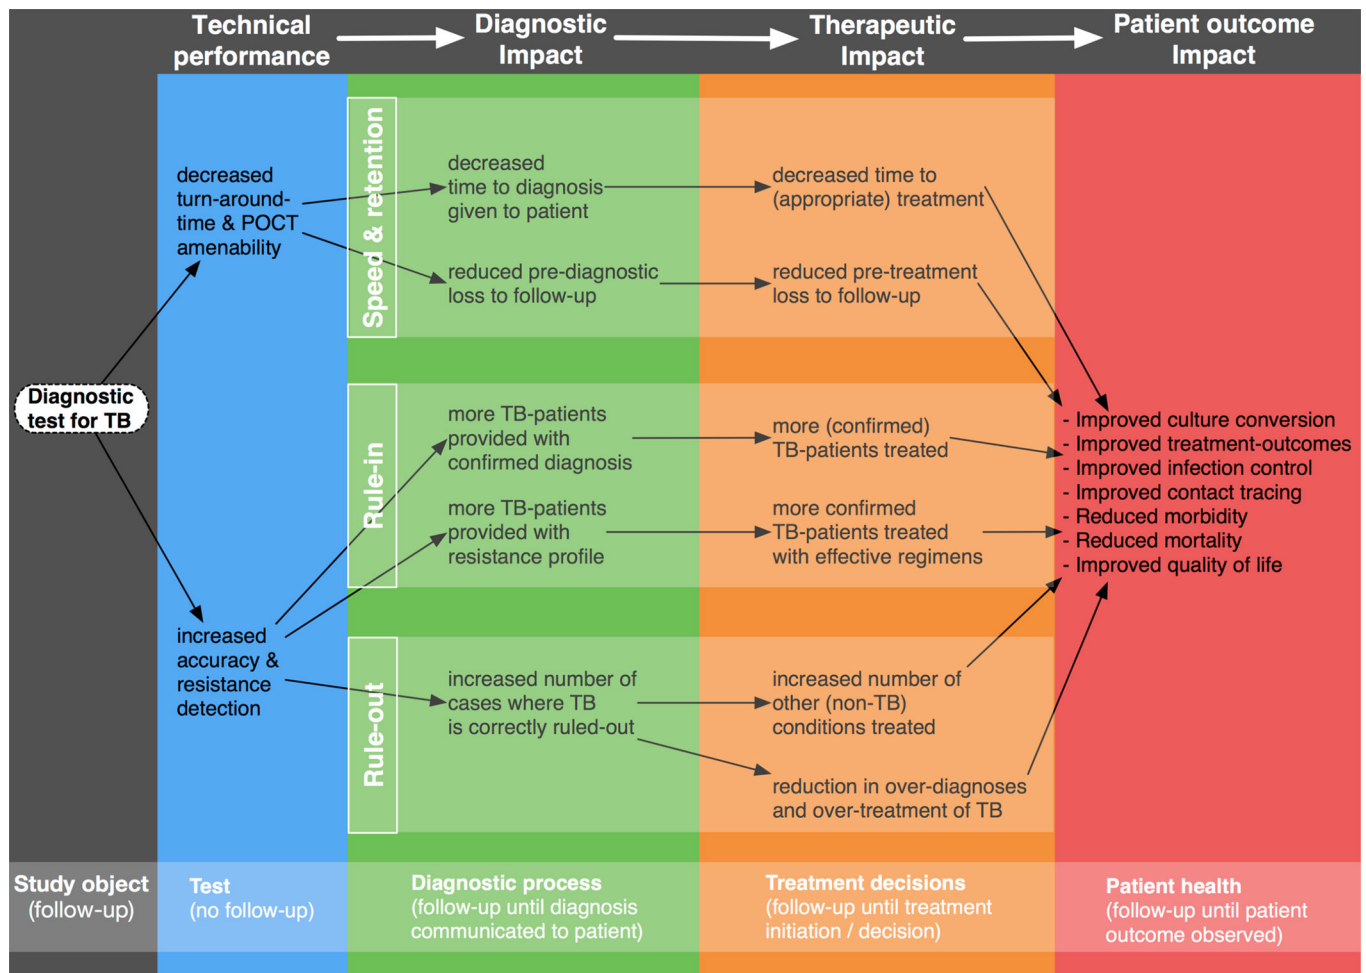 Technical
performance
Diagnostic
Impact
Therapeutic
Impact
Patient outcome
Impact
Speed & retention
decreased
turn-around-
time & POCT
amenability
decreased
time to diagnosis
given to patient
decreased time to
(appropriate) treatment
reduced pre-diagnostic
loss to follow-up
reduced pre-treatment
loss to follow-up
Diagnostic
test for TB
Rule-in
more TB-patients
provided with
confirmed diagnosis
more (confirmed)
TB-patients treated
more TB-patients
provided with
resistance profile
more confirmed
TB-patients treated
with effective regimens
- Improved culture conversion
- Improved treatment-outcomes
- Improved infection control
- Improved contact tracing
- Reduced morbidity
- Reduced mortality
- Improved quality of life
increased
accuracy &
resistance
detection
Rule-out
increased number of
cases where TB
is correctly ruled-out
increased number of
other (non-TB)
conditions treated
reduction in over-diagnoses
and over-treatment of TB
Study object
(follow-up)
Test
(no follow-up)
Diagnostic process
(follow-up until diagnosis
communicated to patient)
Treatment decisions
(follow-up until treatment
initiation / decision)
Patient health
(follow-up until patient
outcome observed)